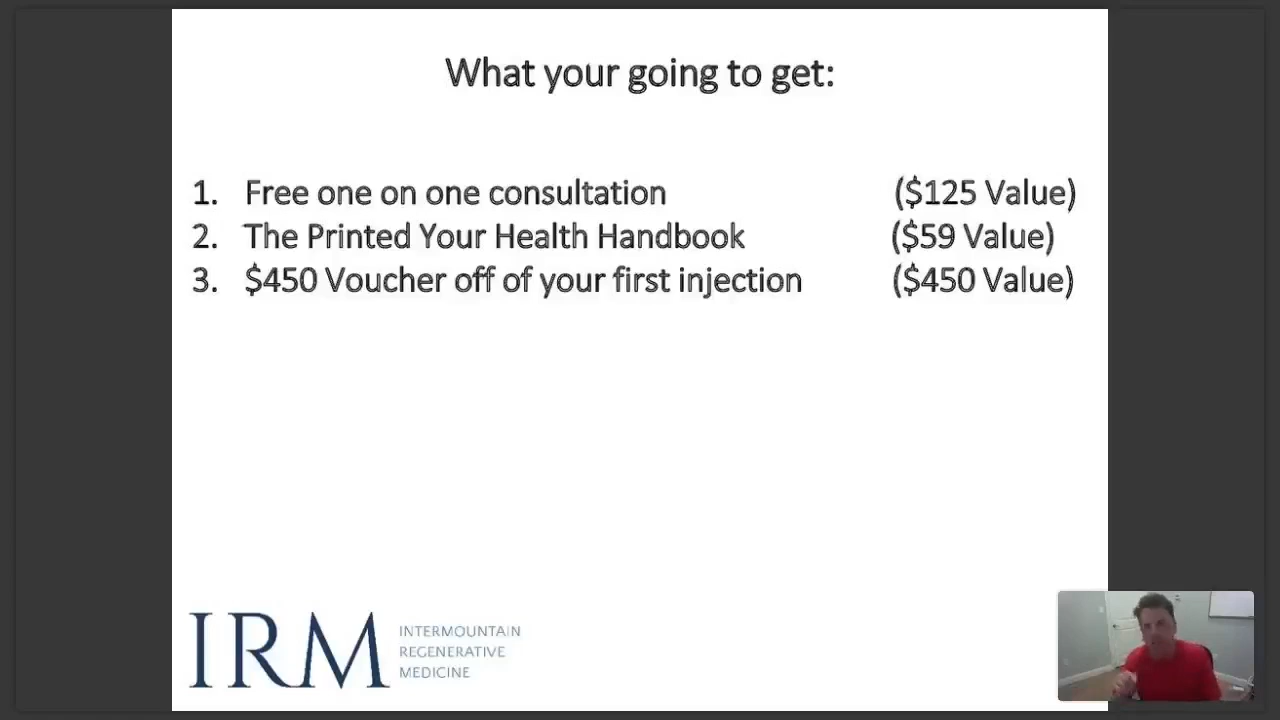 What your going to get:
1. Free one on one consultation ($125 Value)
2. The Printed Your Health Handbook ($59 Value)
3. $450 Voucher off of your first injection ($450 Value)
IRM
INTERMOUNTAIN
REGENERATIVE
MEDICINE